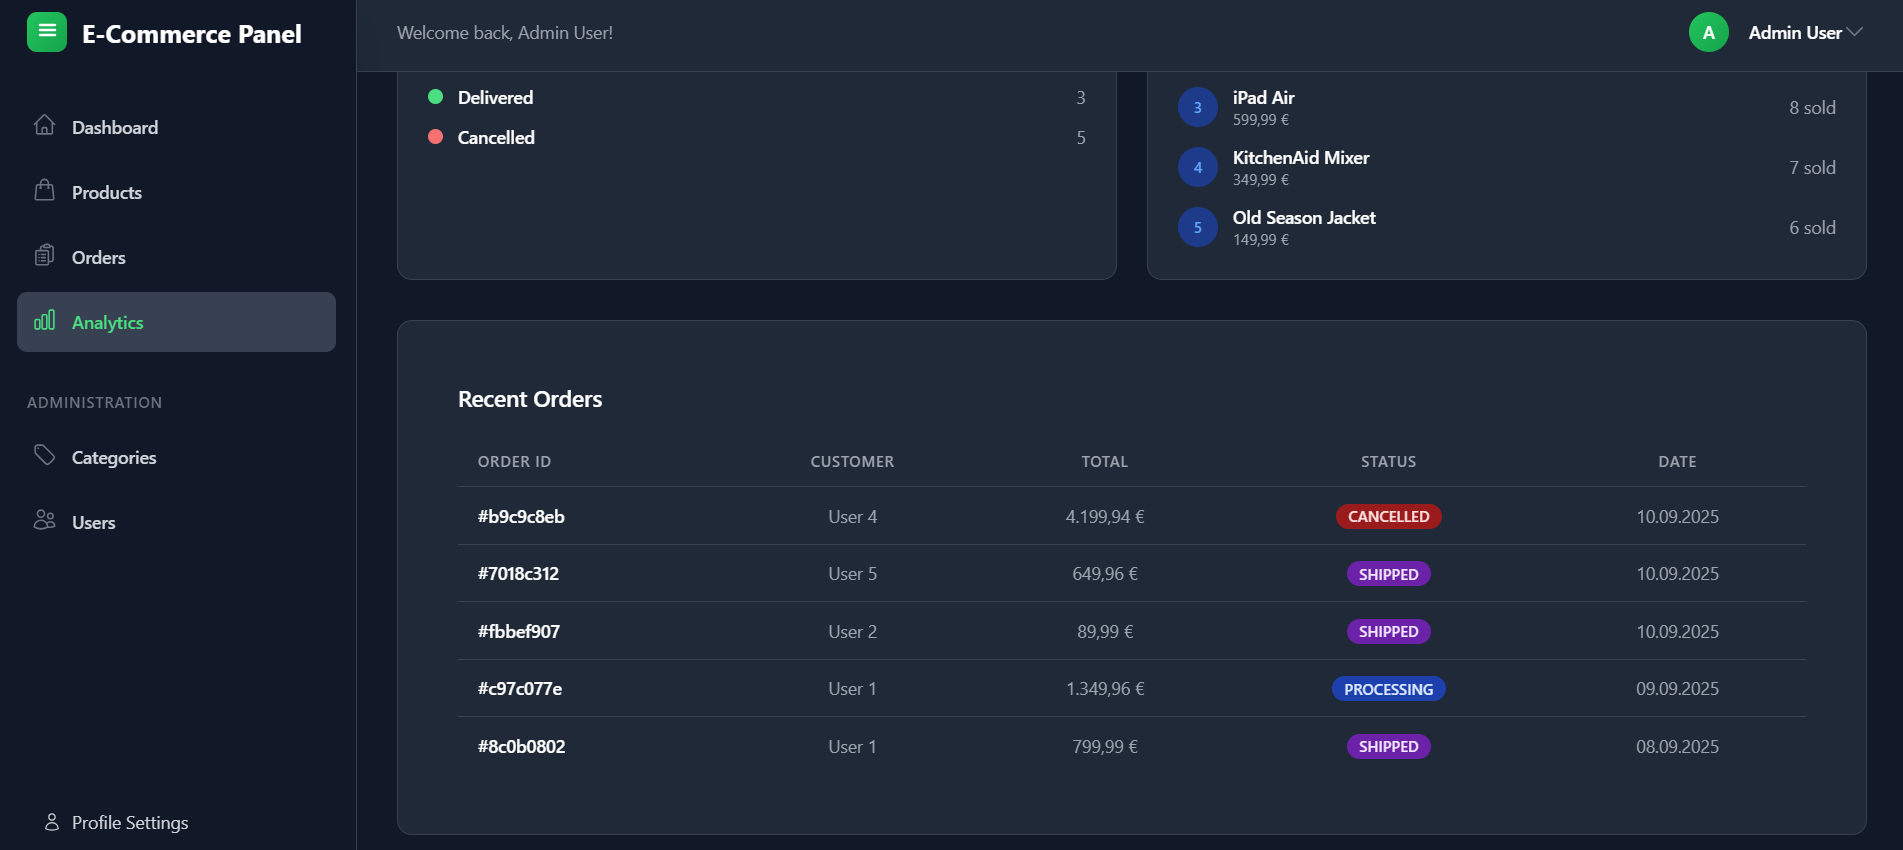 E-Commerce Panel
Welcome back, Admin User!
A
Admin User
Dashboard
Products
Orders
Analytics
ADMINISTRATION
Categories
Users
Profile Settings
Delivered 3
Cancelled 5
3 iPad Air 8 sold
599,99 €
4 KitchenAid Mixer 7 sold
349,99 €
5 Old Season Jacket 6 sold
149,99 €
Recent Orders
ORDER ID CUSTOMER TOTAL STATUS DATE
#b9c9c8eb User 4 4.199,94 € CANCELLED 10.09.2025
#7018c312 User 5 649,96 € SHIPPED 10.09.2025
#fbbef907 User 2 89,99 € SHIPPED 10.09.2025
#c97c077e User 1 1.349,96 € PROCESSING 09.09.2025
#8c0b0802 User 1 799,99 € SHIPPED 08.09.2025